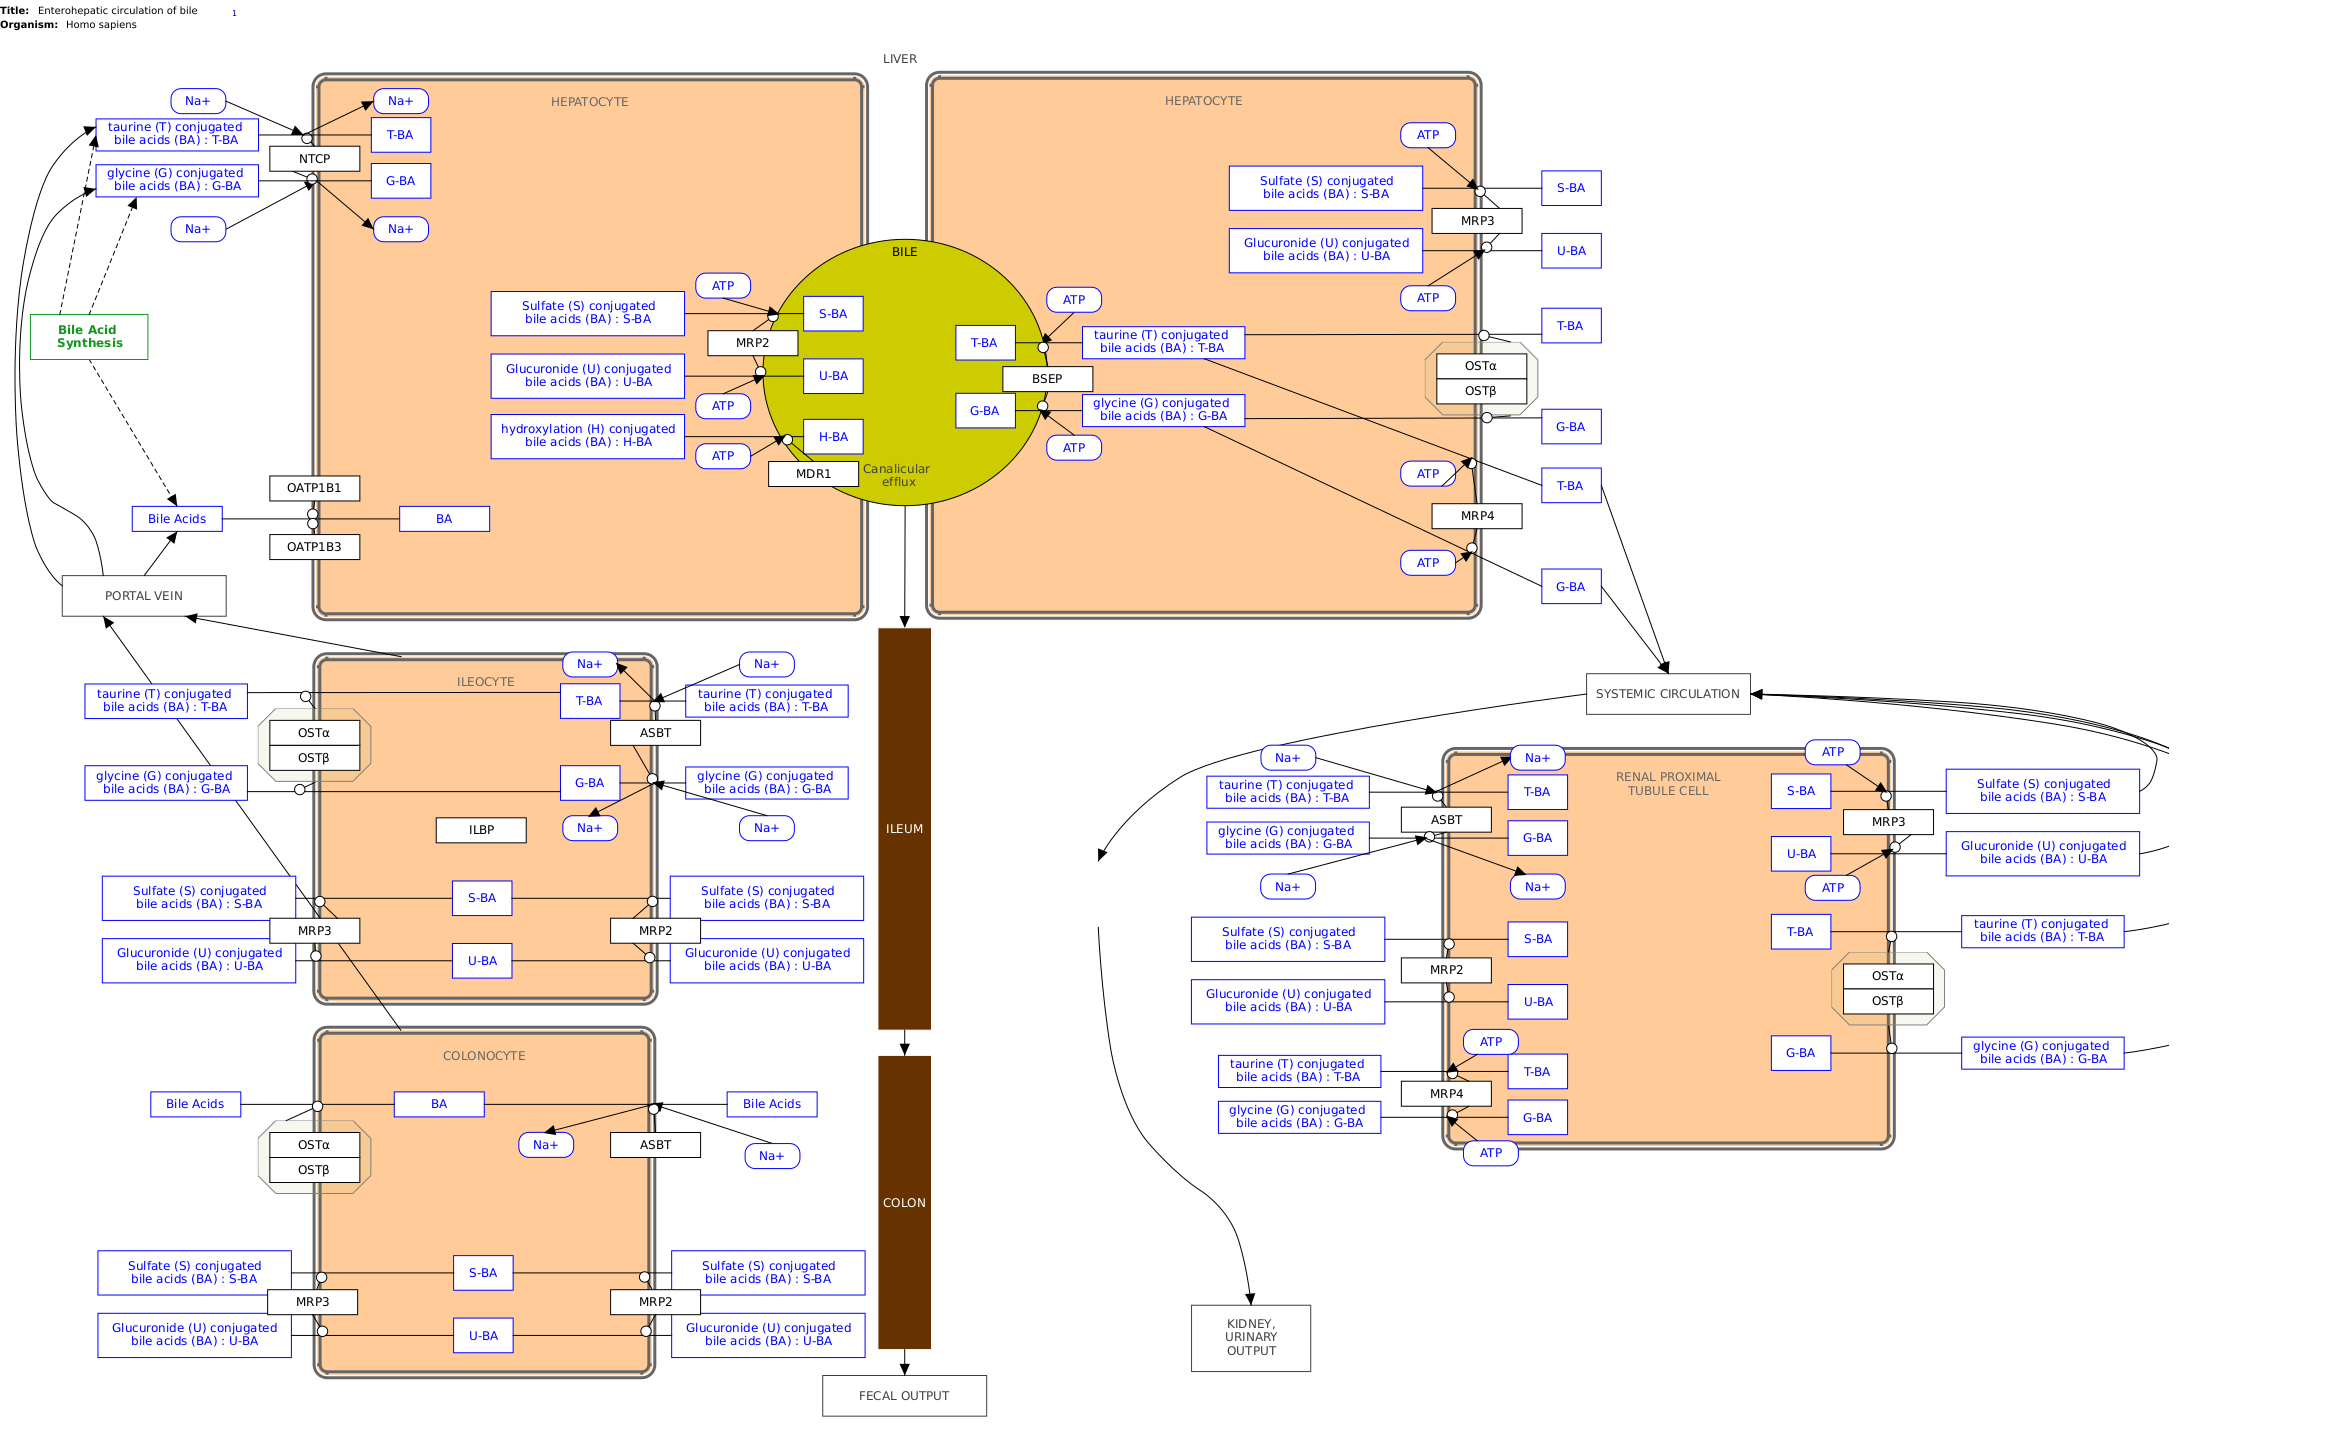 Title: Enterohepatic circulation of bile 1
Organism: Homo sapiens
LIVER
HEPATOCYTE
Na+
Na+
taurine (T) conjugated
bile acids (BA) : T-BA
T-BA
NTCP
glycine (G) conjugated
bile acids (BA) : G-BA
G-BA
Na+
Na+
Bile Acid
Synthesis
ATP
Sulfate (S) conjugated
bile acids (BA) : S-BA
S-BA
MRP2
Glucuronide (U) conjugated
bile acids (BA) : U-BA
U-BA
ATP
hydroxylation (H) conjugated
bile acids (BA) : H-BA
H-BA
ATP
MDR1
OATP1B1
Bile Acids
BA
OATP1B3
PORTAL VEIN
BILE
Canalicular
efflux
HEPATOCYTE
ATP
Sulfate (S) conjugated
bile acids (BA) : S-BA
S-BA
MRP3
Glucuronide (U) conjugated
bile acids (BA) : U-BA
U-BA
ATP
ATP
T-BA
taurine (T) conjugated
bile acids (BA) : T-BA
T-BA
BSEP
OSTα
OSTβ
G-BA
glycine (G) conjugated
bile acids (BA) : G-BA
G-BA
ATP
ATP
T-BA
MRP4
ATP
G-BA
ILEOCYTE
Na+
Na+
taurine (T) conjugated
bile acids (BA) : T-BA
T-BA
taurine (T) conjugated
bile acids (BA) : T-BA
OSTα
OSTβ
ASBT
glycine (G) conjugated
bile acids (BA) : G-BA
G-BA
glycine (G) conjugated
bile acids (BA) : G-BA
Na+
Na+
ILBP
Sulfate (S) conjugated
bile acids (BA) : S-BA
S-BA
Sulfate (S) conjugated
bile acids (BA) : S-BA
MRP3
MRP2
Glucuronide (U) conjugated
bile acids (BA) : U-BA
U-BA
Glucuronide (U) conjugated
bile acids (BA) : U-BA
ILEUM
COLONOCYTE
Bile Acids
BA
Bile Acids
OSTα
OSTβ
Na+
ASBT
Na+
Sulfate (S) conjugated
bile acids (BA) : S-BA
S-BA
Sulfate (S) conjugated
bile acids (BA) : S-BA
MRP3
MRP2
Glucuronide (U) conjugated
bile acids (BA) : U-BA
U-BA
Glucuronide (U) conjugated
bile acids (BA) : U-BA
COLON
FECAL OUTPUT
SYSTEMIC CIRCULATION
RENAL PROXIMAL
TUBULE CELL
Na+
Na+
taurine (T) conjugated
bile acids (BA) : T-BA
T-BA
ASBT
glycine (G) conjugated
bile acids (BA) : G-BA
G-BA
Na+
Na+
Sulfate (S) conjugated
bile acids (BA) : S-BA
S-BA
MRP2
Glucuronide (U) conjugated
bile acids (BA) : U-BA
U-BA
ATP
taurine (T) conjugated
bile acids (BA) : T-BA
T-BA
MRP4
glycine (G) conjugated
bile acids (BA) : G-BA
G-BA
ATP
ATP
S-BA
Sulfate (S) conjugated
bile acids (BA) : S-BA
MRP3
U-BA
Glucuronide (U) conjugated
bile acids (BA) : U-BA
ATP
T-BA
taurine (T) conjugated
bile acids (BA) : T-BA
OSTα
OSTβ
G-BA
glycine (G) conjugated
bile acids (BA) : G-BA
KIDNEY,
URINARY
OUTPUT